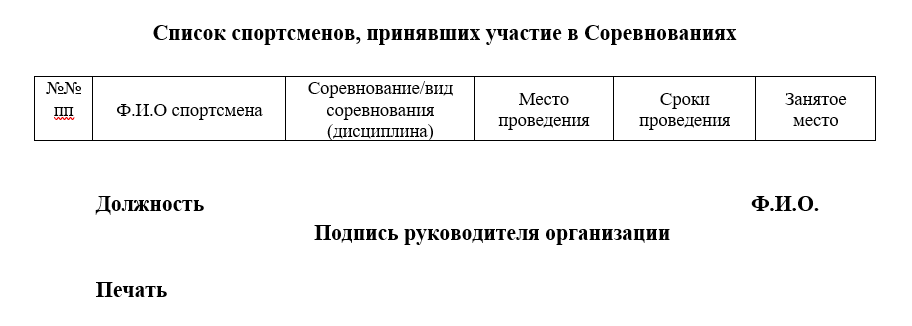 Список спортсменов, принявших участие в Соревнованиях
№№ пп
Ф.И.О спортсмена
Соревнование/вид
соревнования
(дисциплина)
Место
проведения
Сроки
проведения
Занятое
место
Должность Ф.И.О.
Подпись руководителя организации
Печать